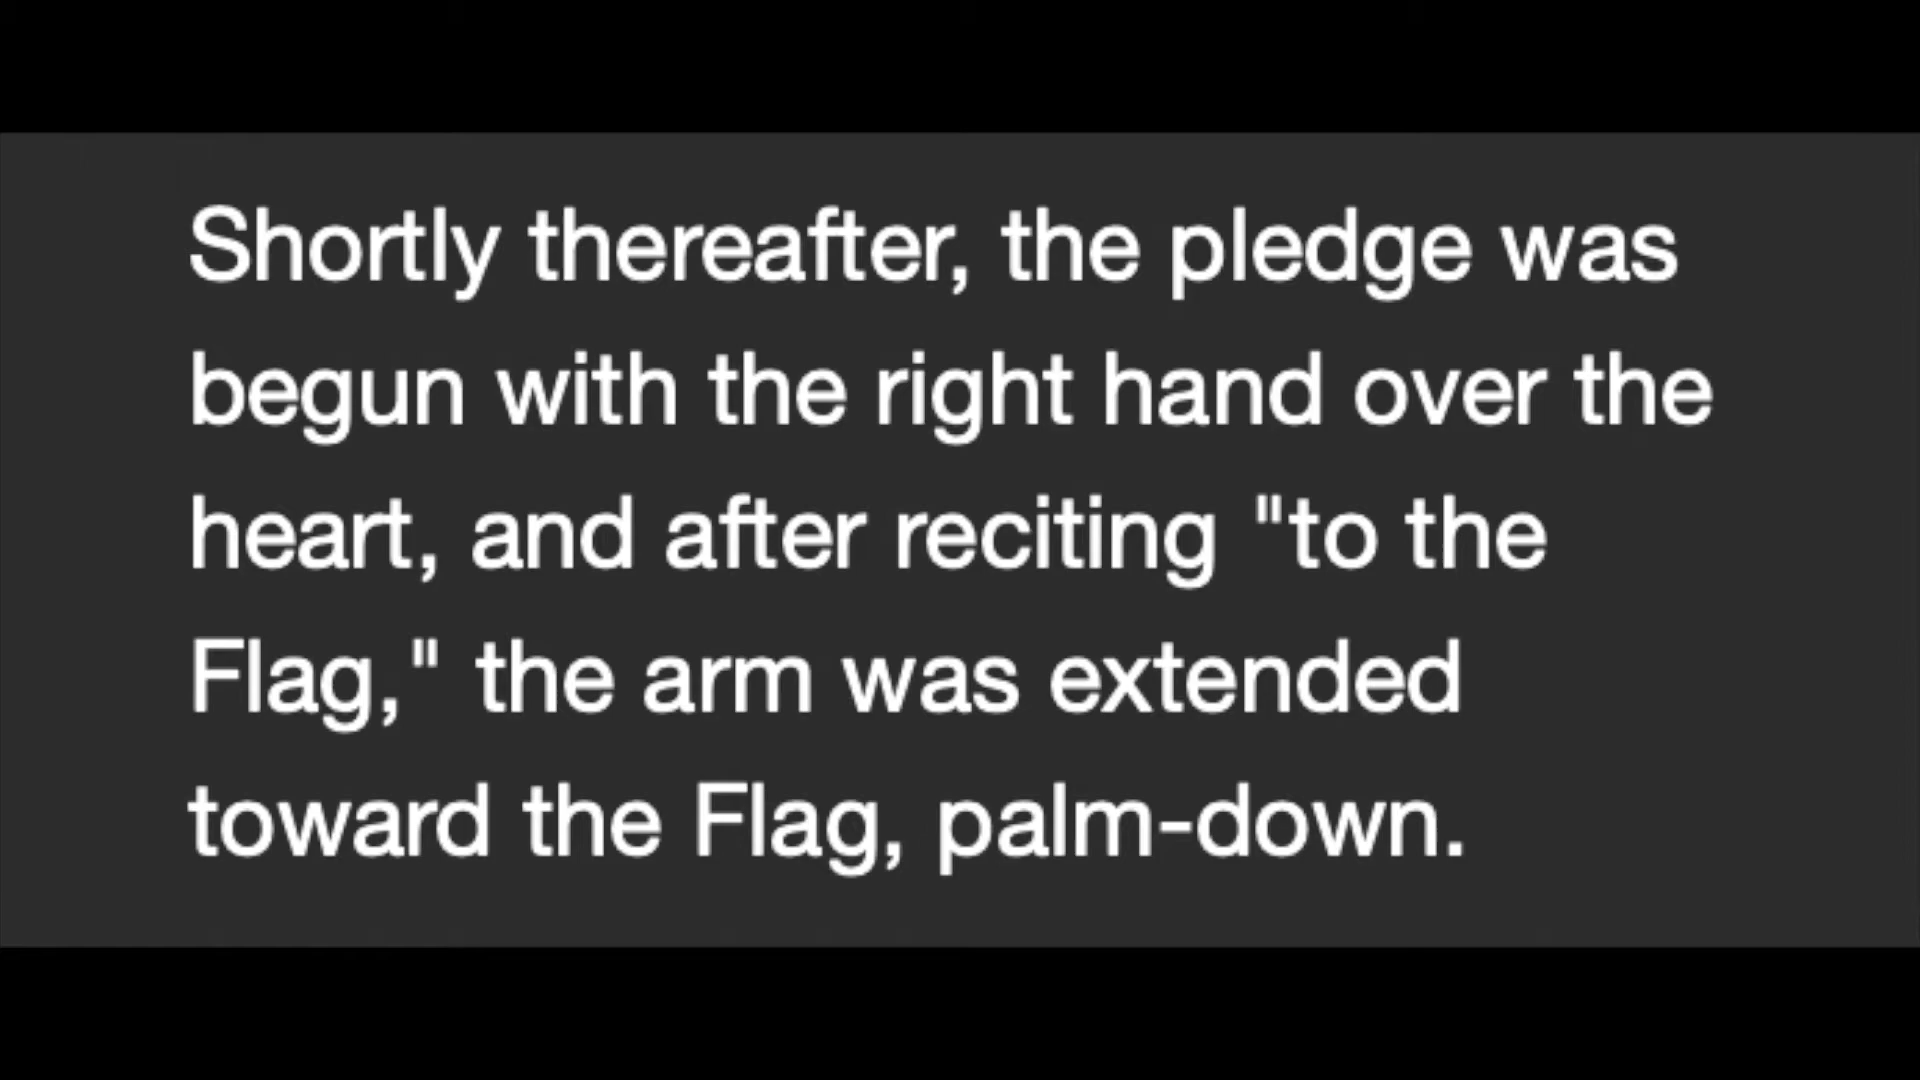 Shortly thereafter, the pledge was
begun with the right hand over the
heart, and after reciting "to the
Flag," the arm was extended
toward the Flag, palm-down.